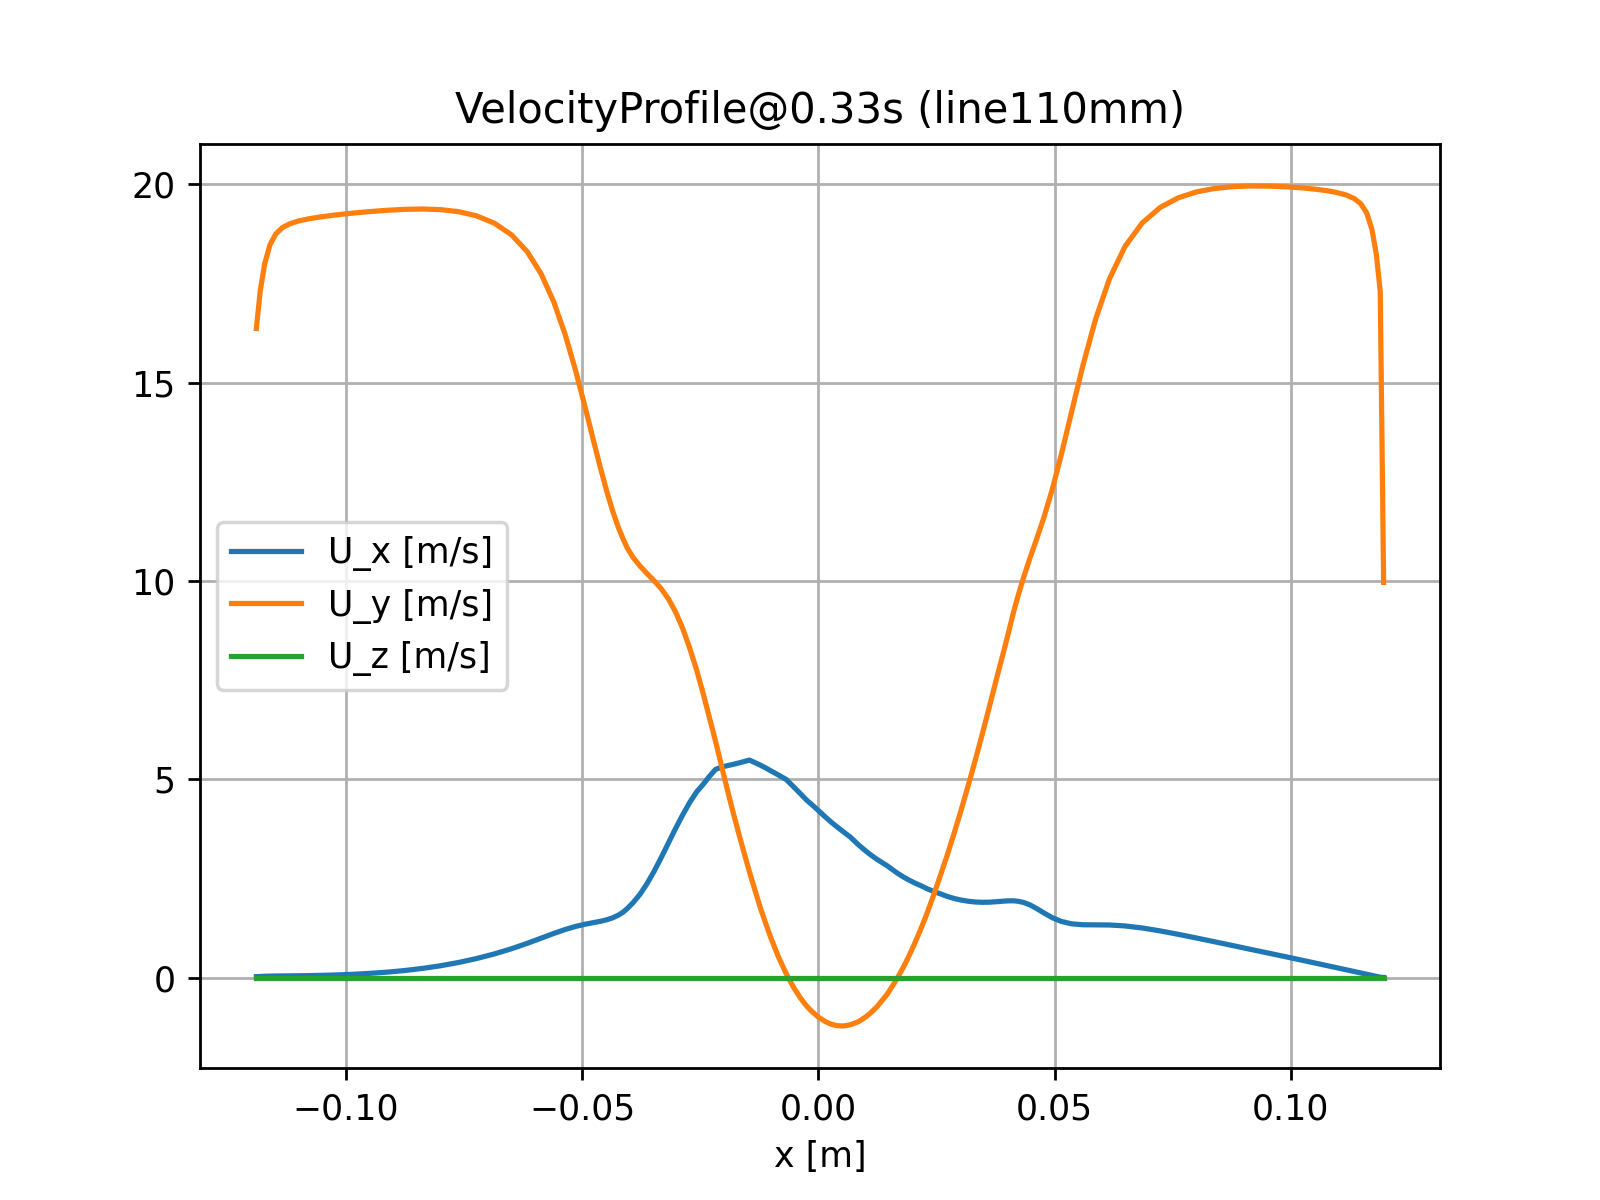 VelocityProfile@0.33s (line110mm)
20
15
10
5
0
U_x [m/s]
U_y [m/s]
U_z [m/s]
−0.10
−0.05
0.00
0.05
0.10
x [m]